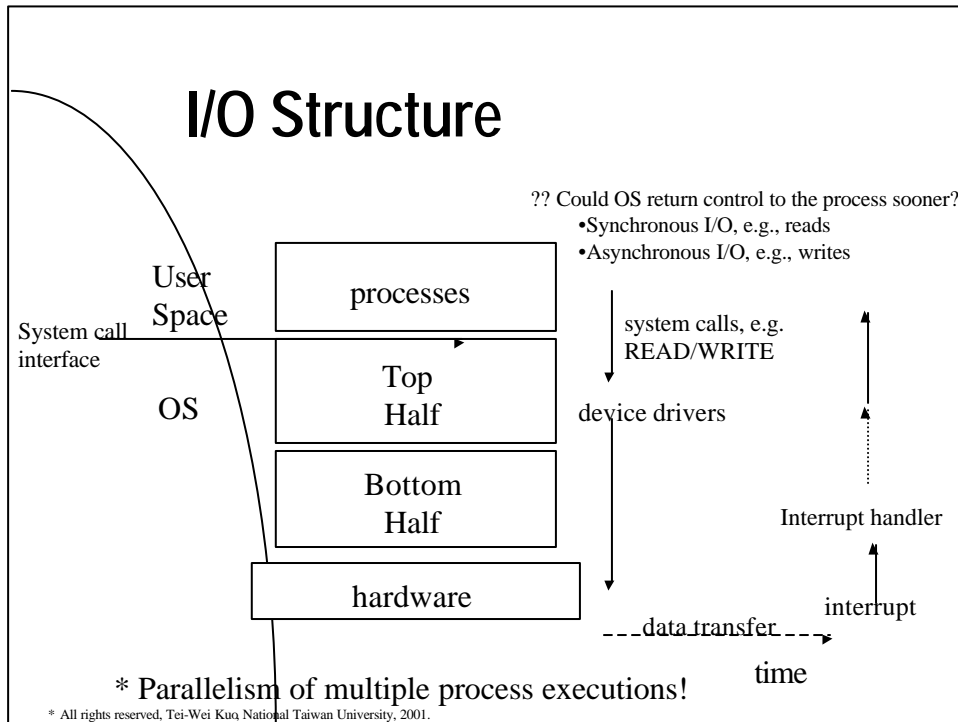 I/O Structure
?? Could OS return control to the process sooner?
•Synchronous I/O, e.g., reads
•Asynchronous I/O, e.g., writes
User
Space
processes
System call
interface
system calls, e.g.
READ/WRITE
OS
Top
Half
device drivers
Bottom
Half
Interrupt handler
hardware
interrupt
data transfer
time
* Parallelism of multiple process executions!
* All rights reserved, Tei-Wei Kuo, National Taiwan University, 2001.